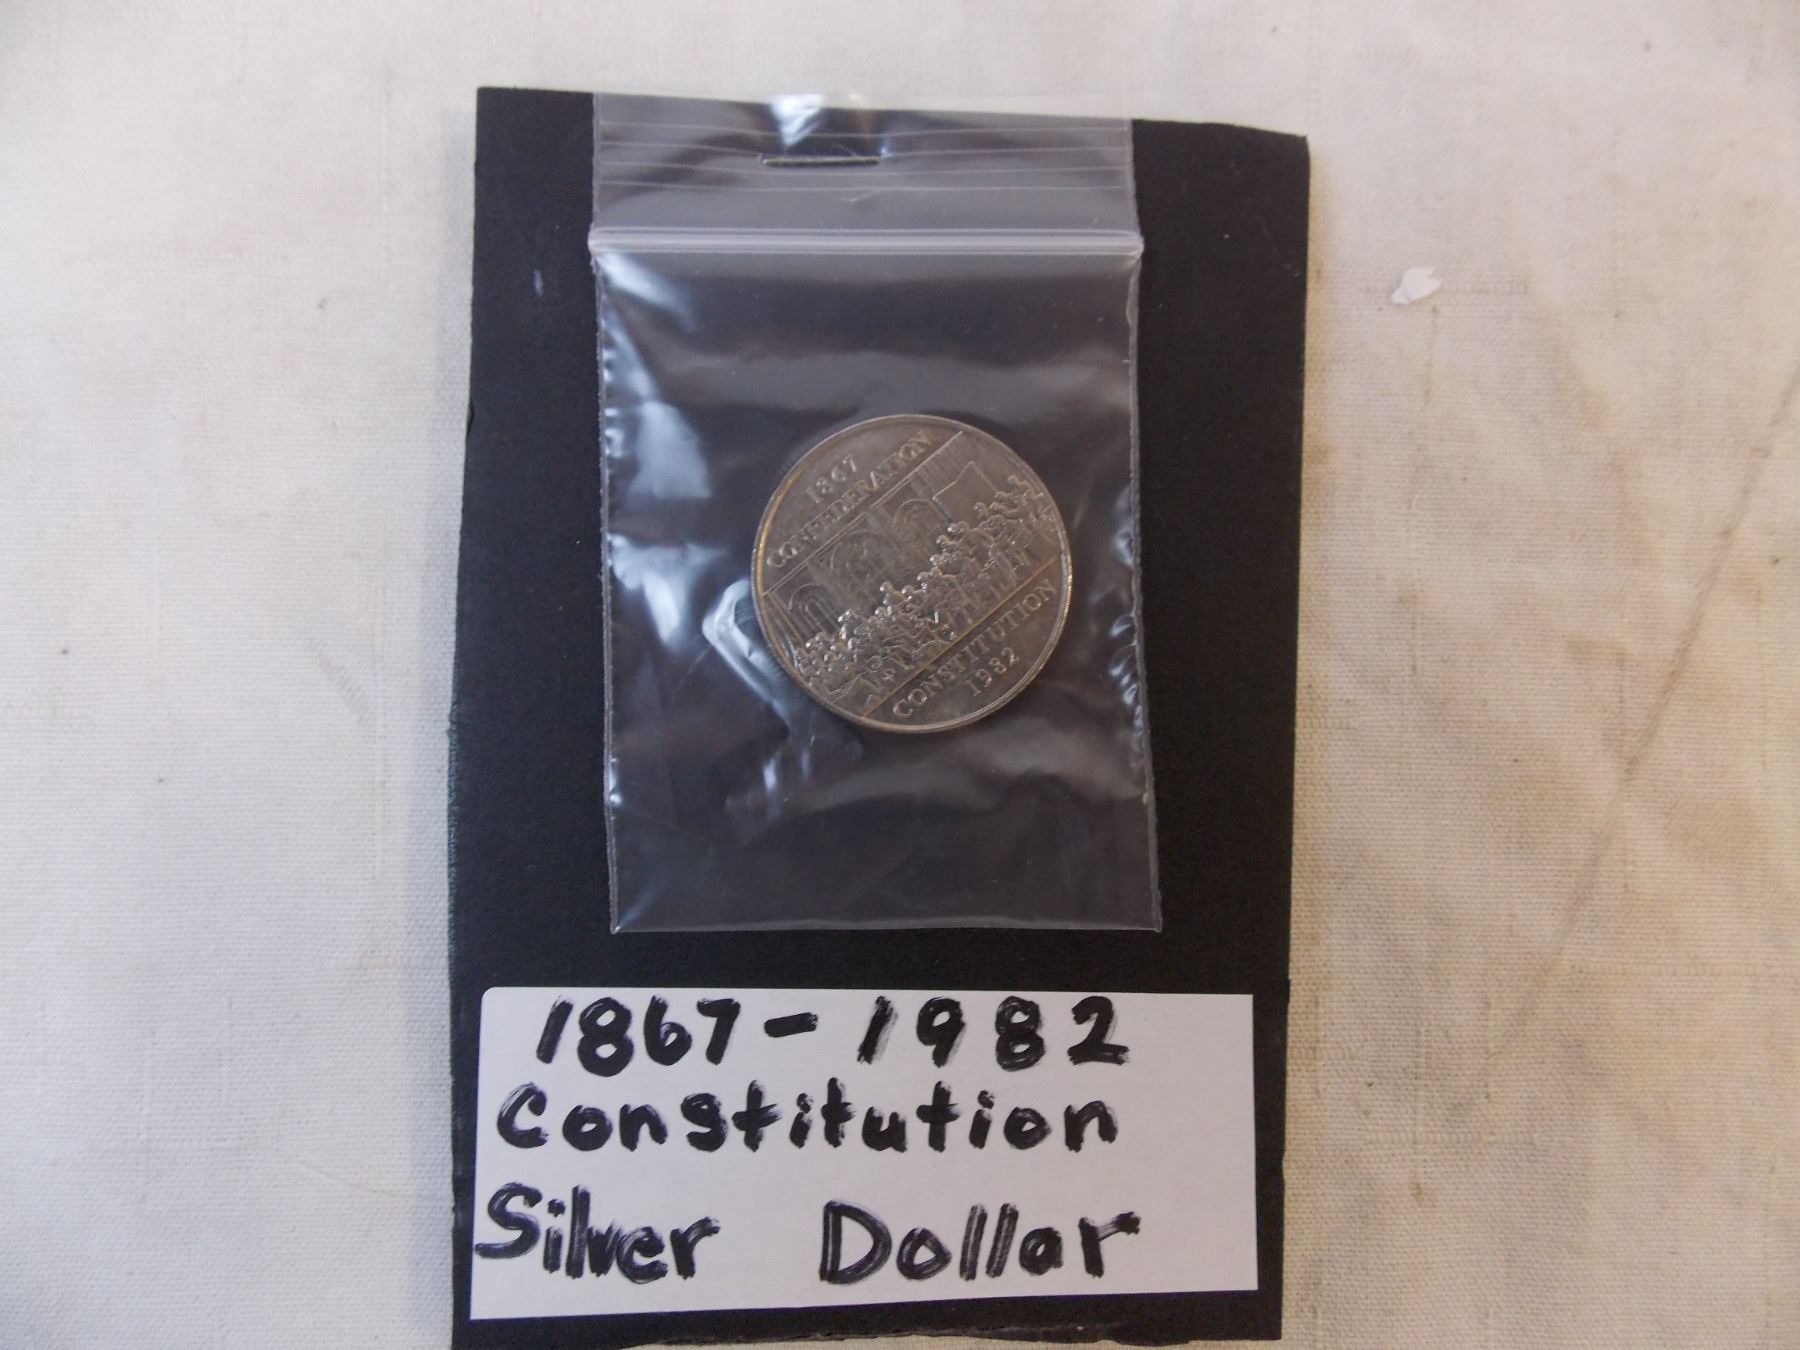 1867
CONFEDERATION
CONSTITUTION
1982
1867-1982
Constitution
Silver Dollar